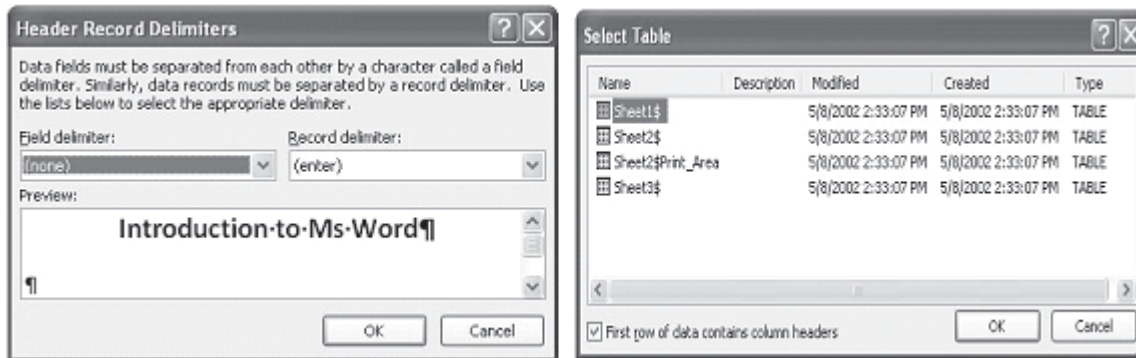 Header Record Delimiters
Data fields must be separated from each other by a character called a field
delimiter. Similarly, data records must be separated by a record delimiter. Use
the lists below to select the appropriate delimiter.
Field delimiter: Record delimiter:
(none) (enter)
Preview:
Introduction·to·Ms·Word¶
¶
OK Cancel
Select Table
Name Description Modified Created Type
Sheet1$ 5/8/2002 2:33:07 PM 5/8/2002 2:33:07 PM TABLE
Sheet2$ 5/8/2002 2:33:07 PM 5/8/2002 2:33:07 PM TABLE
Sheet2$Print_Area 5/8/2002 2:33:07 PM 5/8/2002 2:33:07 PM TABLE
Sheet3$ 5/8/2002 2:33:07 PM 5/8/2002 2:33:07 PM TABLE
First row of data contains column headers
OK Cancel